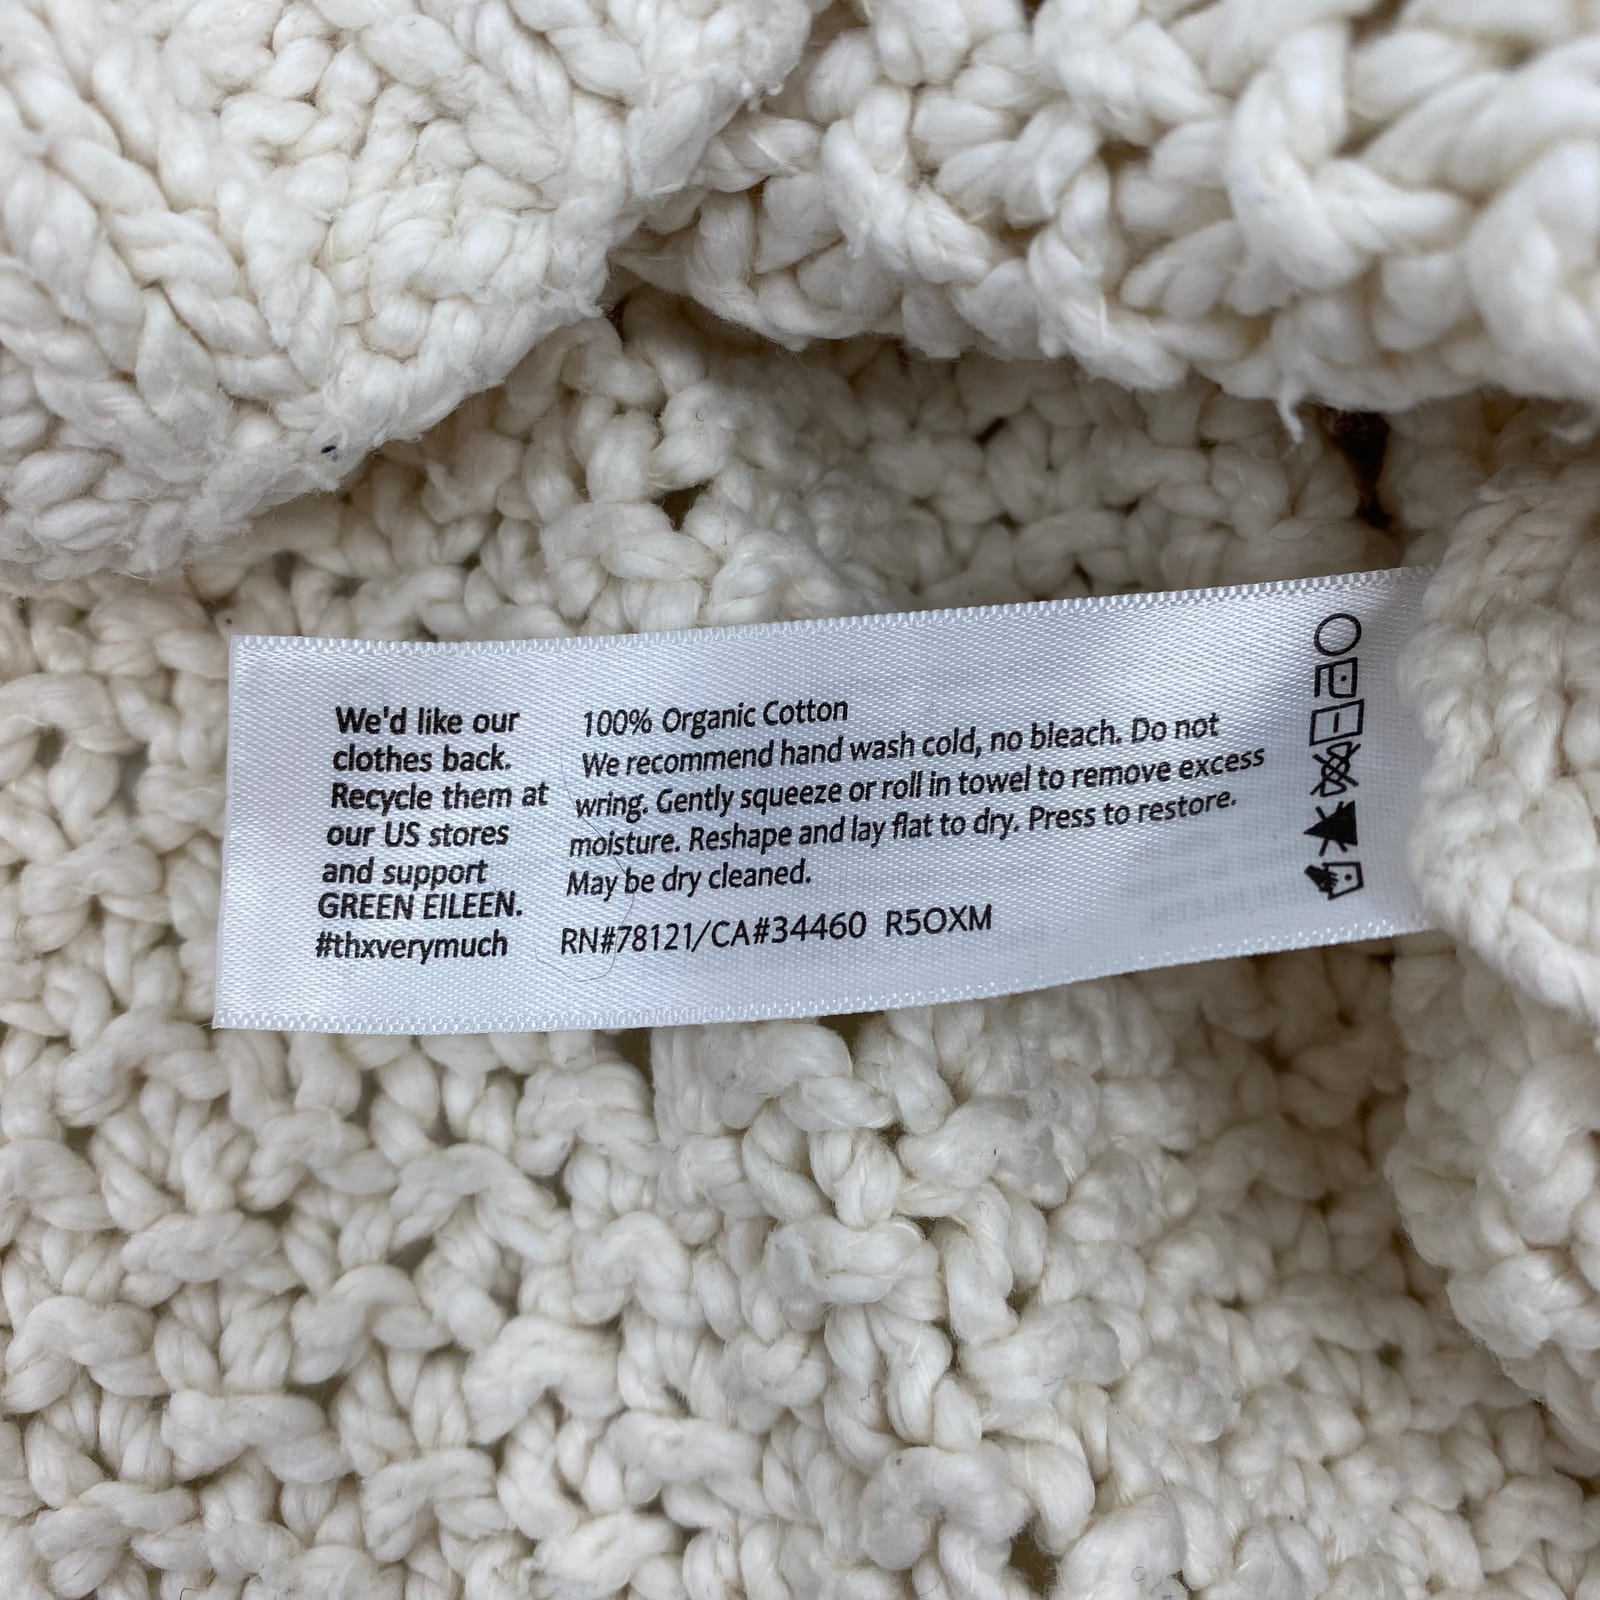 We'd like our
clothes back.
Recycle them at
our US stores
and support
GREEN EILEEN.
#thxverymuch
100% Organic Cotton
We recommend hand wash cold, no bleach. Do not
wring. Gently squeeze or roll in towel to remove excess
moisture. Reshape and lay flat to dry. Press to restore.
May be dry cleaned.
RN#78121/CA#34460 R5OXM